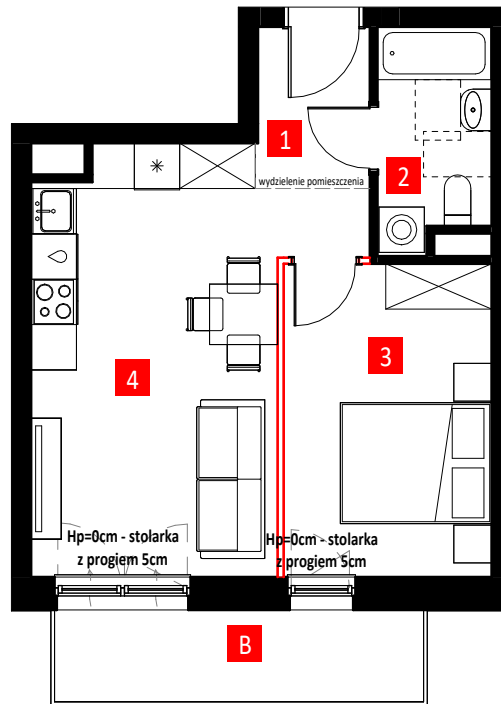 1
2
wydzielenie pomieszczenia
3
4
Hp=0cm - stolarka
z progiem 5cm
Hp=0cm - stolarka
z progiem 5cm
B